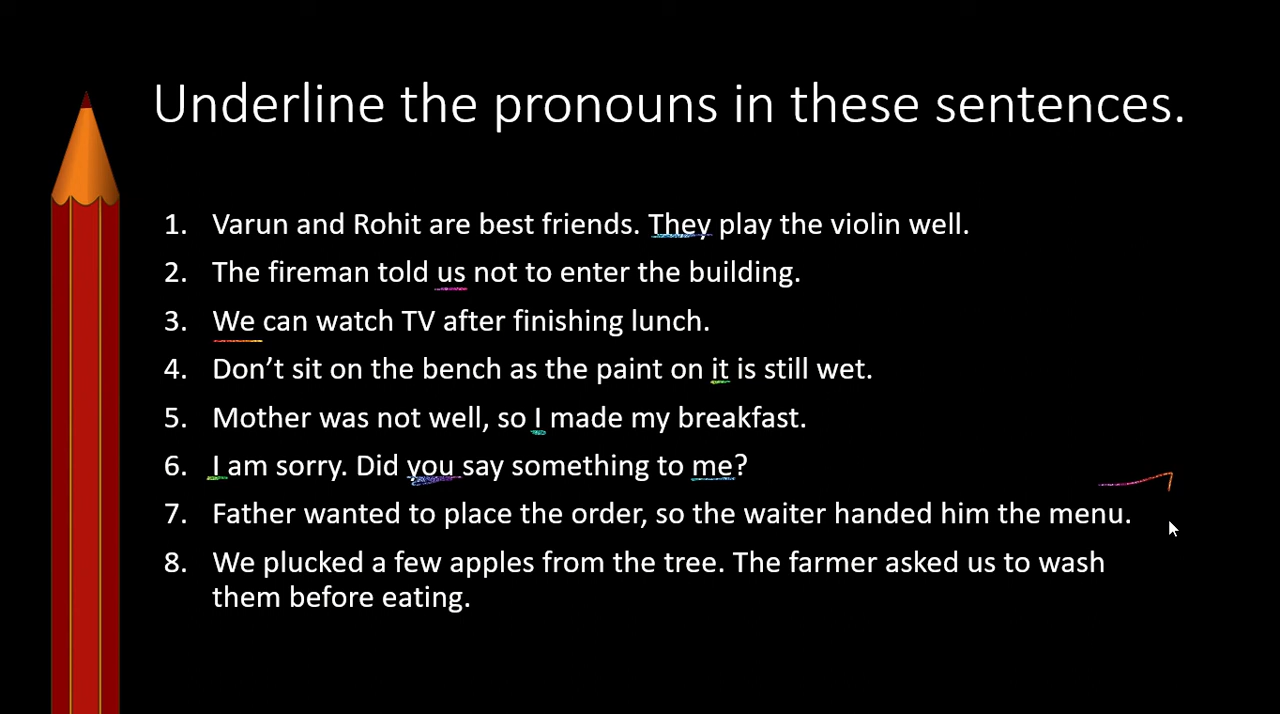 Underline the pronouns in these sentences.
1. Varun and Rohit are best friends. They play the violin well.
2. The fireman told us not to enter the building.
3. We can watch TV after finishing lunch.
4. Don’t sit on the bench as the paint on it is still wet.
5. Mother was not well, so I made my breakfast.
6. I am sorry. Did you say something to me?
7. Father wanted to place the order, so the waiter handed him the menu.
8. We plucked a few apples from the tree. The farmer asked us to wash
them before eating.